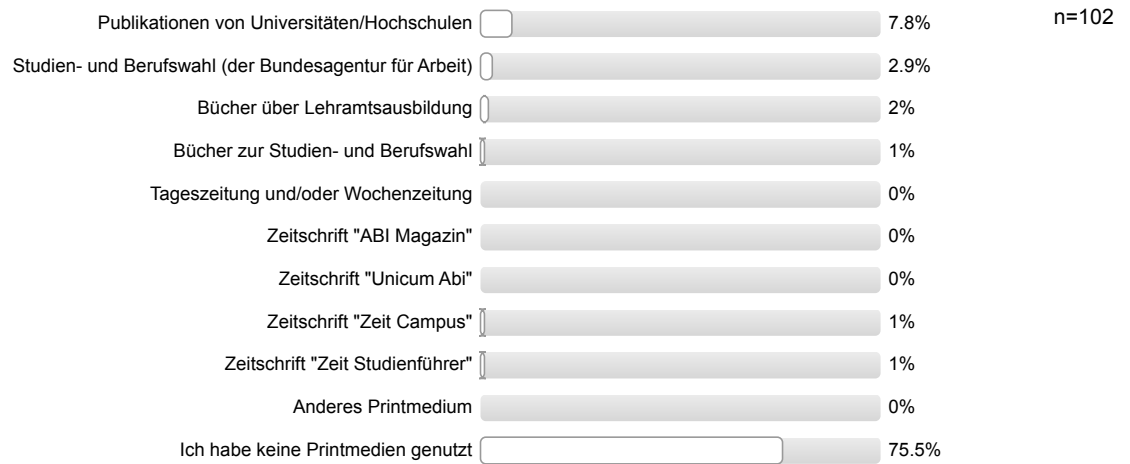 Publikationen von Universitäten/Hochschulen 7.8% n=102
Studien- und Berufswahl (der Bundesagentur für Arbeit) 2.9%
Bücher über Lehramtsausbildung 2%
Bücher zur Studien- und Berufswahl 1%
Tageszeitung und/oder Wochenzeitung 0%
Zeitschrift "ABI Magazin" 0%
Zeitschrift "Unicum Abi" 0%
Zeitschrift "Zeit Campus" 1%
Zeitschrift "Zeit Studienführer" 1%
Anderes Printmedium 0%
Ich habe keine Printmedien genutzt 75.5%